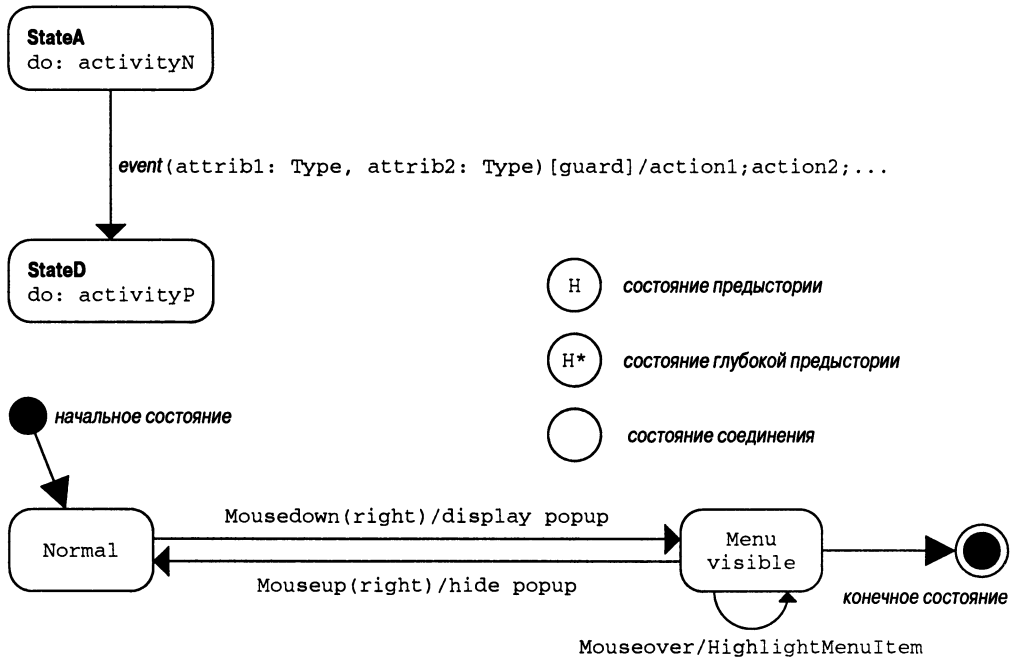 StateA
do: activityN
event(attrib1: Type, attrib2: Type)[guard]/action1;action2;...
StateD
do: activityP
H
состояние предыстории
H*
состояние глубокой предыстории
начальное состояние
состояние соединения
Mousedown(right)/display popup
Normal
Menu
visible
Mouseup(right)/hide popup
конечное состояние
Mouseover/HighlightMenuItem